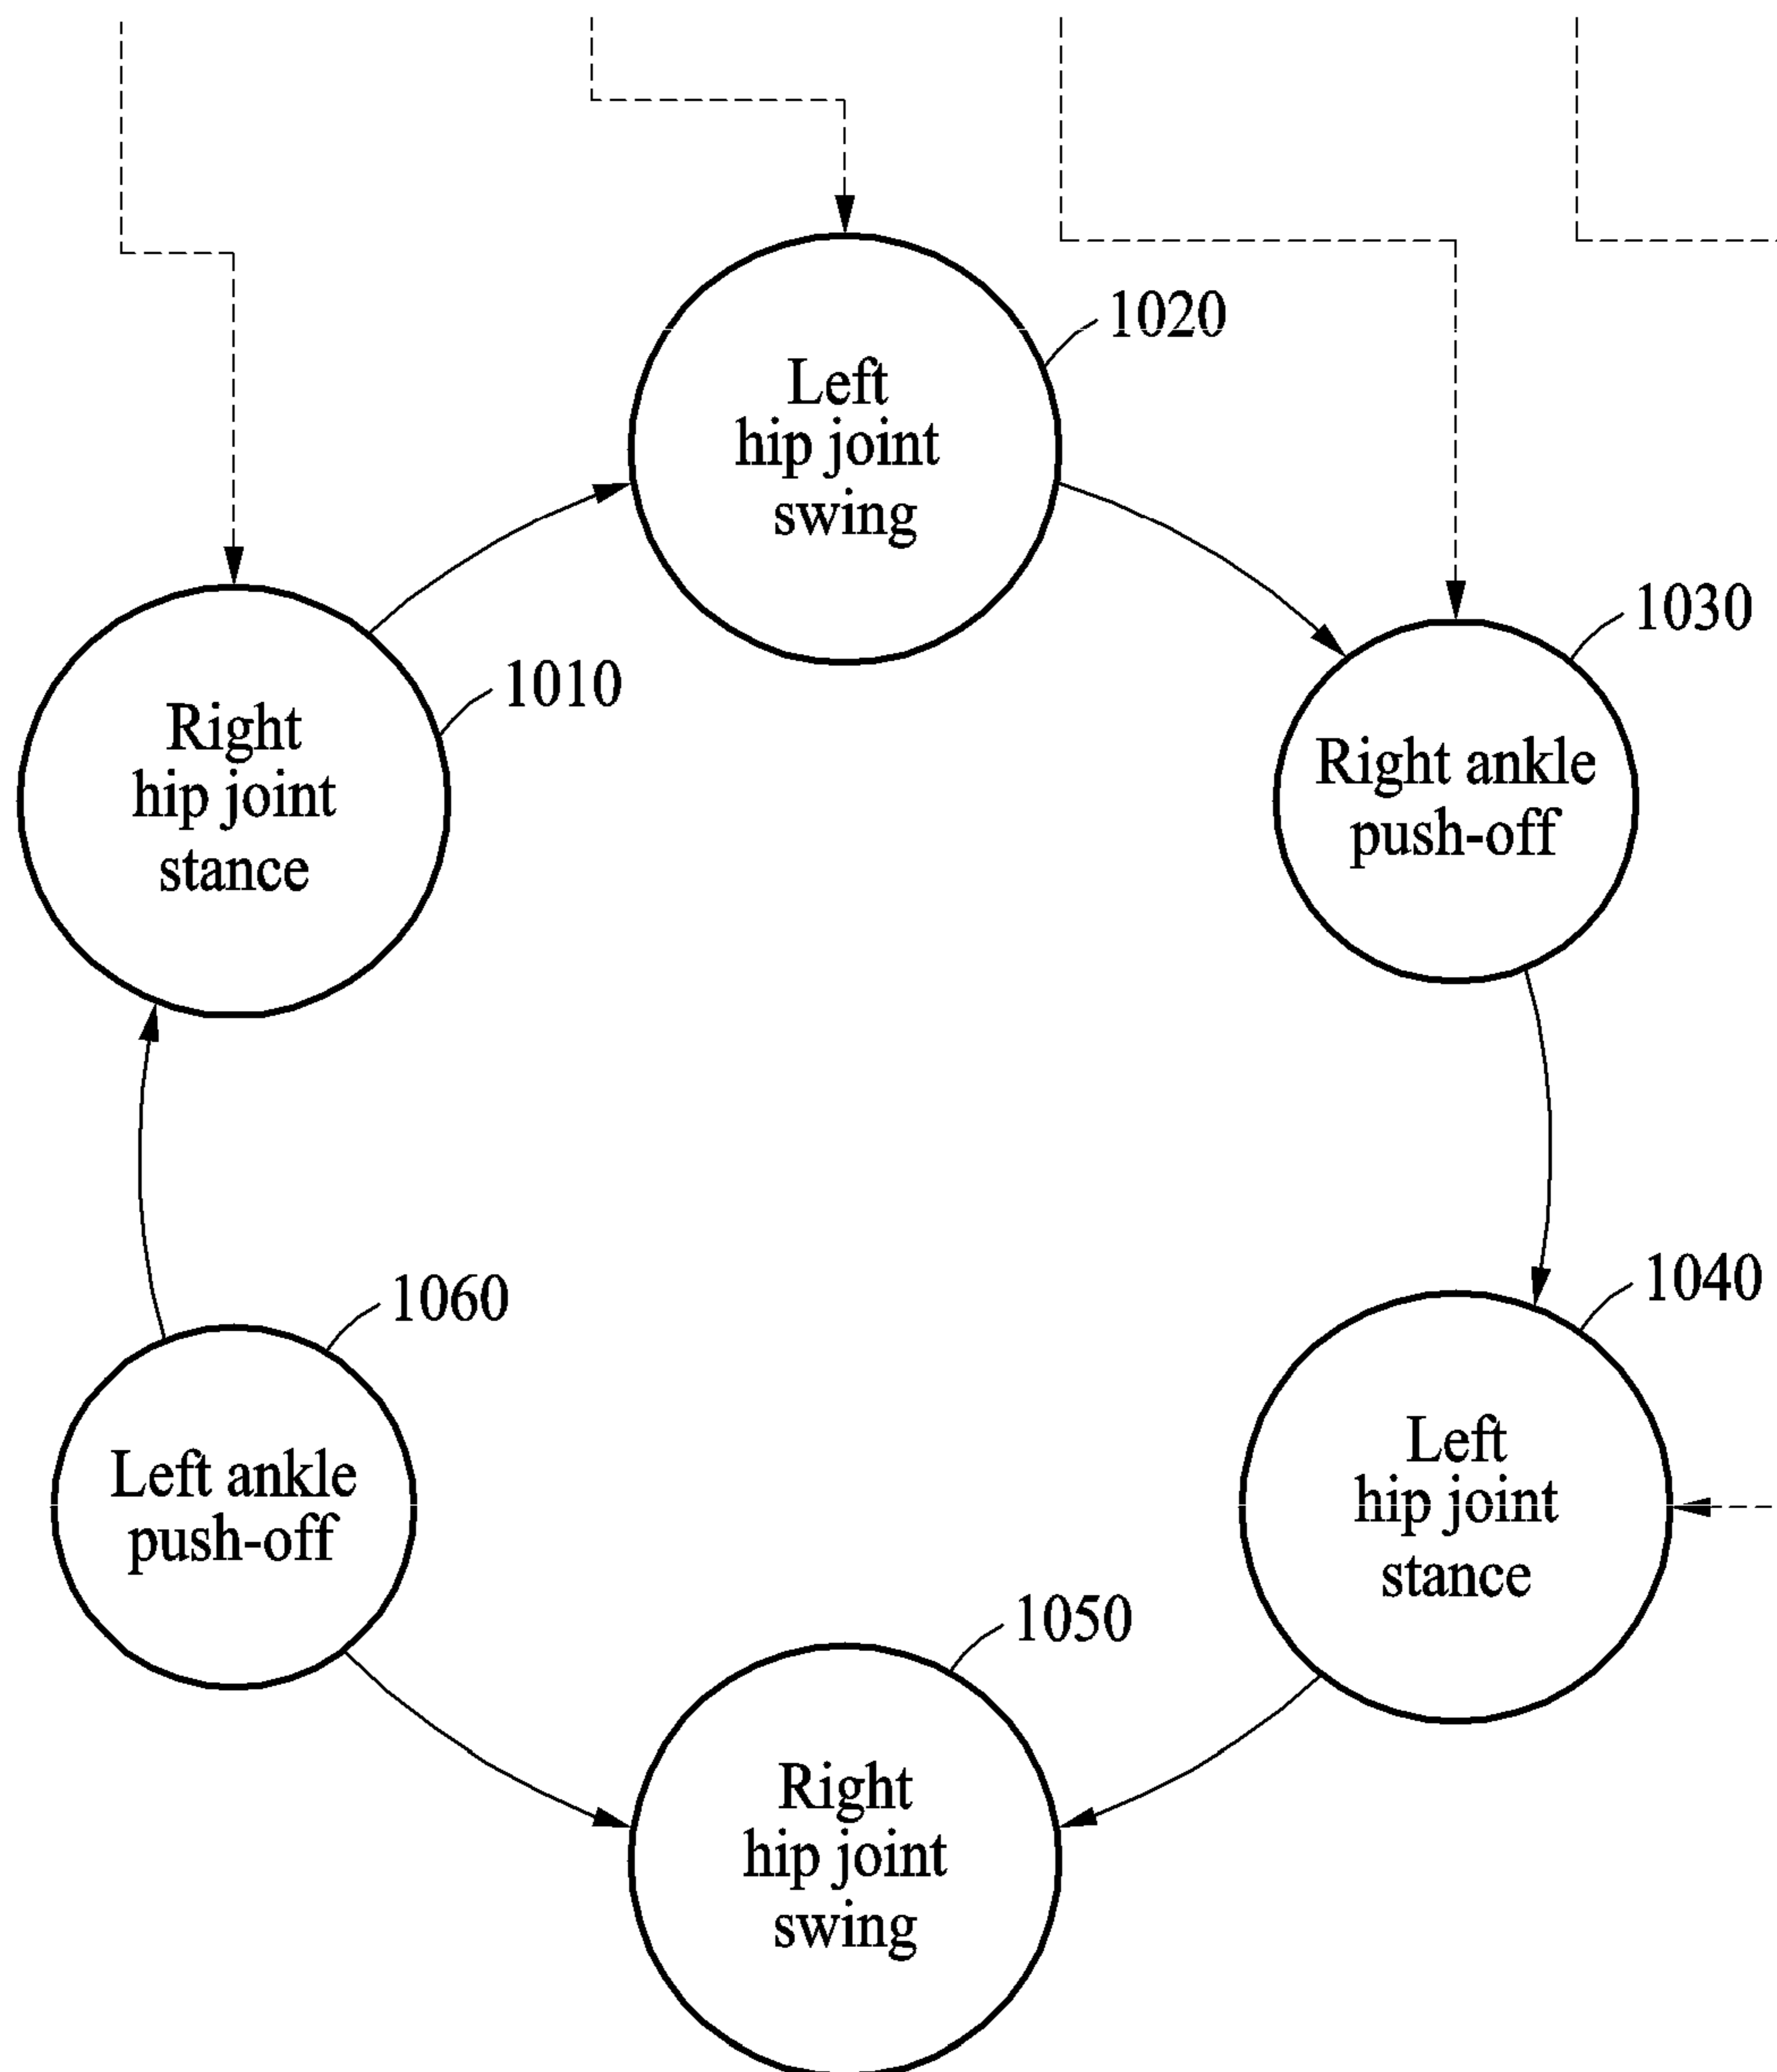 1020
Left
hip joint
swing
1030
1010
Right
hip joint
stance
Right ankle
push-off
1060
1040
Left ankle
push-off
Left
hip joint
stance
1050
Right
hip joint
swing